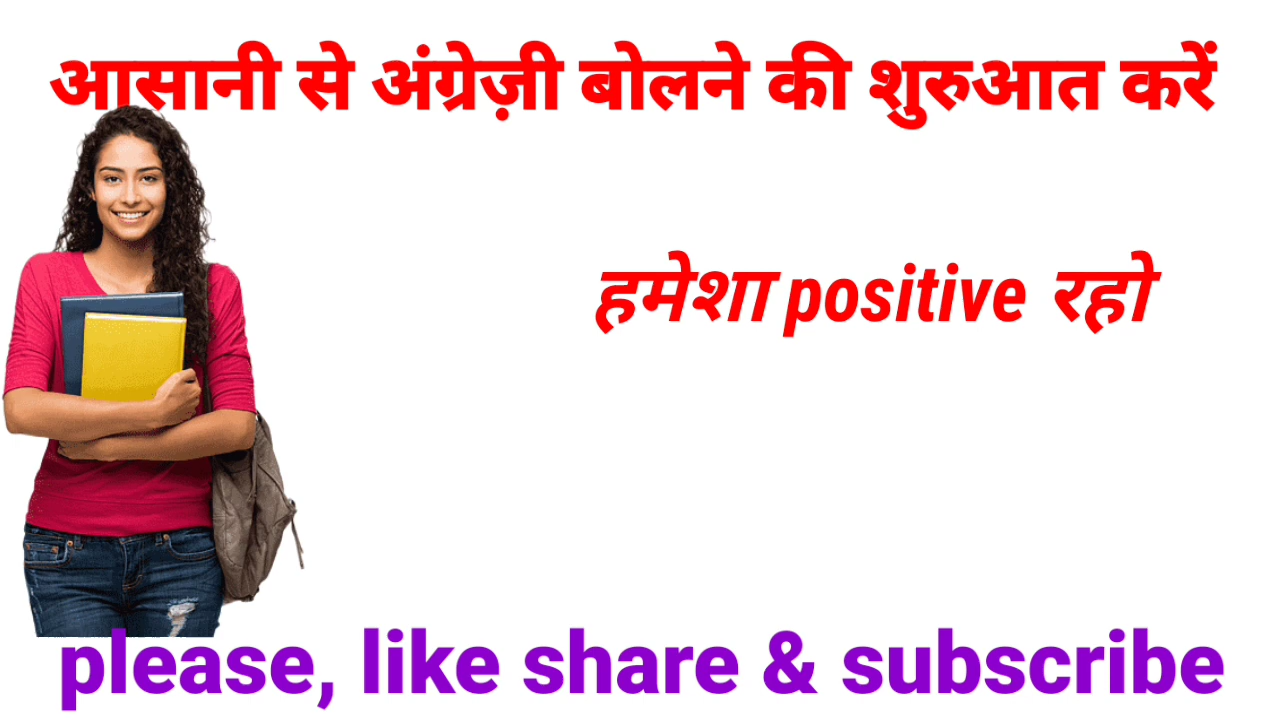 आसानी से अंग्रेज़ी बोलने की शुरुआत करें
हमेशा positive रहो
please, like share & subscribe